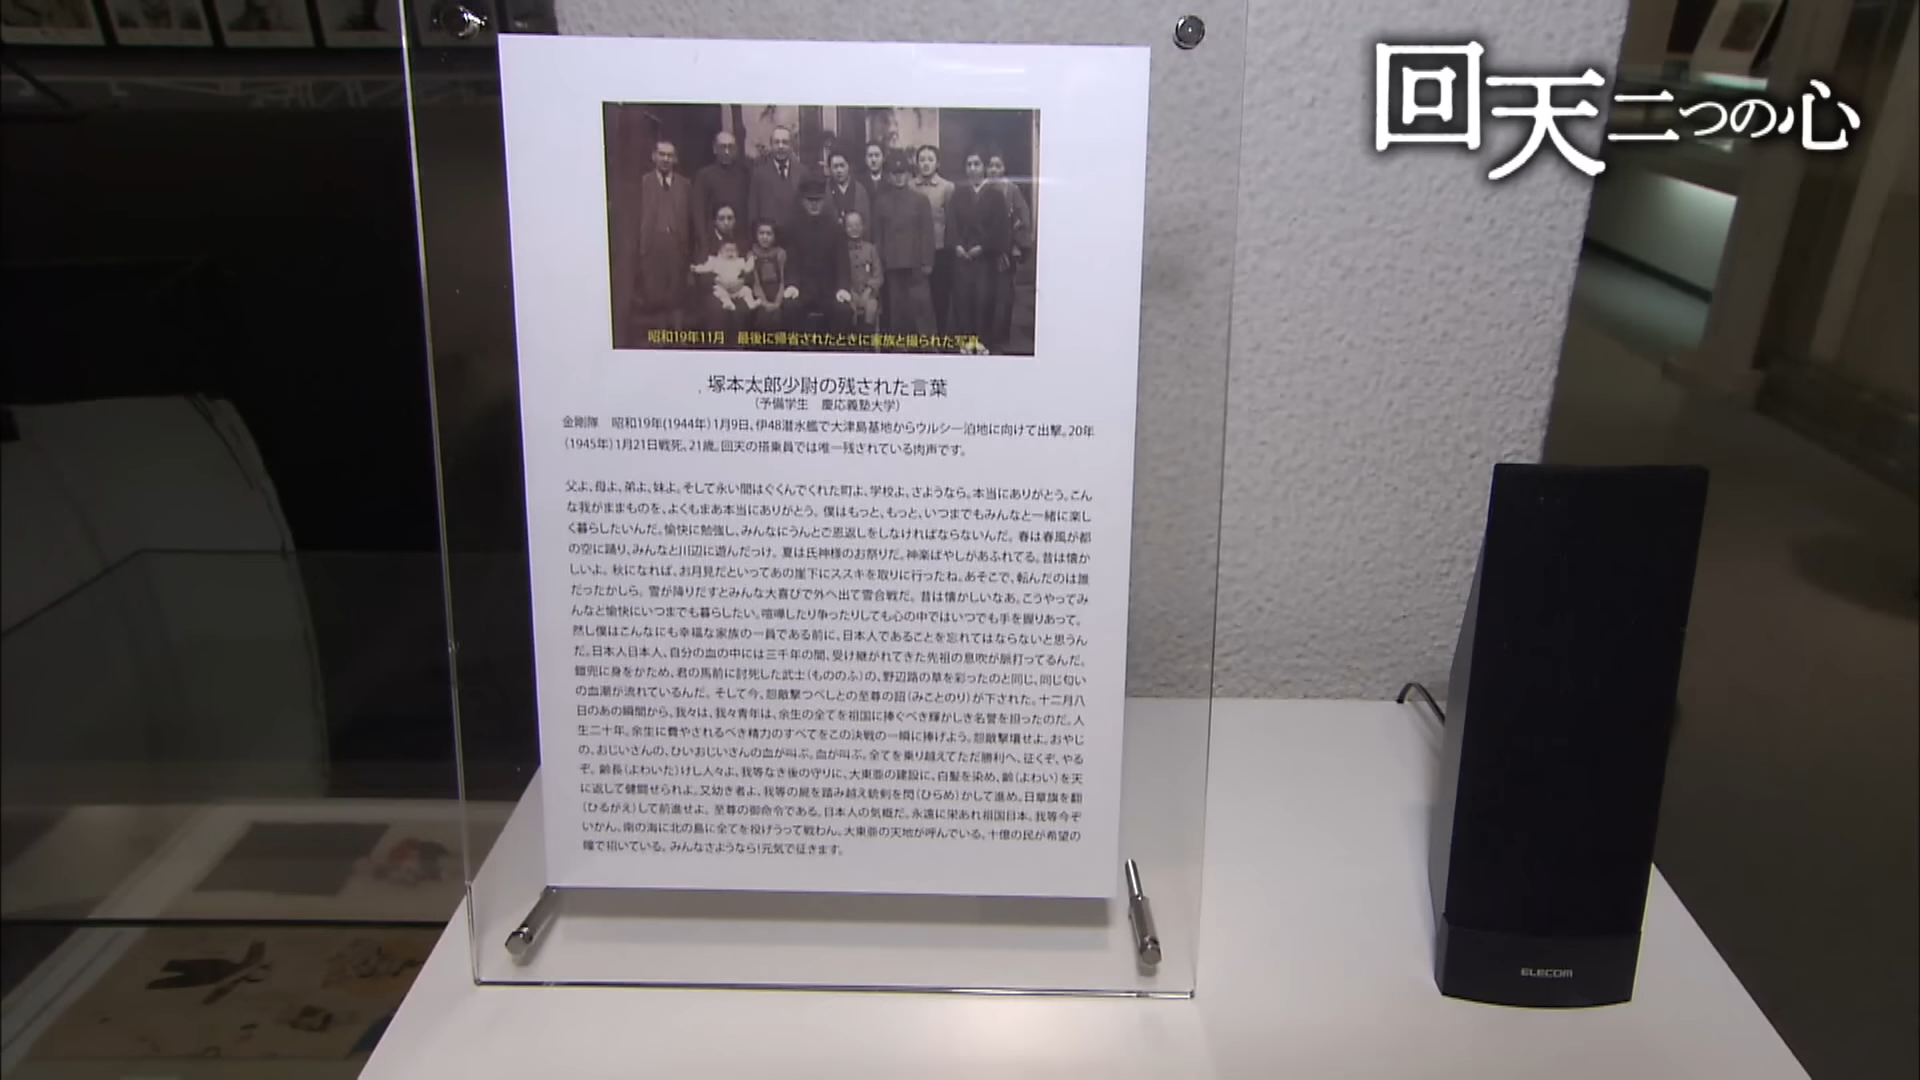 回天 二つの心
昭和19年11月　最後に帰省されたときに家族と撮られた写真
塚本太郎少尉の残された言葉
（予備学生　慶応義塾大学）
金剛隊　昭和19年(1944年)1月9日、伊48潜水艦で大津島基地からウルシー泊地に向けて出撃。20年
(1945年)1月21日戦死。21歳。回天の搭乗員では唯一残されている肉声です。
父よ、母よ、弟よ、妹よ。そして永い間はぐくんでくれた町よ、学校よ、さようなら。本当にありがとう。こん
な我がままものを、よくもまあ本当にありがとう。僕はもっと、もっと、いつまでもみんなと一緒に楽し
く暮らしたいんだ。愉快に勉強し、みんなにうんとご恩返しをしなければならないんだ。春は春風が都
の空に踊り、みんなと川辺に遊んだっけ。夏は氏神様のお祭りだ。神楽ばやしがあふれてる。昔は懐か
しいよ。秋になれば、お月見だといってあの崖下にススキを取りに行ったね。あそこで、転んだのは誰
だったかしら。雪が降りだすとみんな大喜びで外へ出て雪合戦だ。昔は懐かしいなあ。こうやってみ
んなと愉快にいつまでも暮らしたい。喧嘩したり争ったりしても心の中ではいつでも手を握りあって。
然し僕はこんなにも幸福な家族の一員である前に、日本人であることを忘れてはならないと思うん
だ。日本人日本人、自分の血の中には三千年の間、受け継がれてきた先祖の息吹が脈打ってるんだ。
鎧兜に身をかため、君の馬前に討死した武士（もののふ）の、野辺路の草を彩ったのと同じ、同じ匂い
の血潮が流れているんだ。そして今、怨敵撃つべしとの至尊の詔（みことのり）が下された。十二月八
日のあの瞬間から、我々は、我々青年は、余生の全てを祖国に捧ぐべき輝かしき名誉を担ったのだ。人
生二十年。余生に費やされるべき精力のすべてをこの決戦の一瞬に捧げよう。怨敵撃壊せよ。おやじ
の、おじいさんの、ひいおじいさんの血が叫ぶ。血が叫ぶ。全てを乗り越えてただ勝利へ、征くぞ、やる
ぞ。齢長（よわいた）けし人々よ、我等なき後の守りに、大東亜の建設に、白髪を染め、齢（よわい）を天
に返して健闘せられよ。又幼き者よ、我等の屍を踏み越え銃剣を閃（ひらめ）かして進め。日章旗を翻
（ひるがえ）して前進せよ。至尊の御命令である。日本人の気概だ。永遠に栄あれ祖国日本。我等今ぞ
いかん。南の海に北の島に全てを投げうって戦わん。大東亜の天地が呼んでいる。十億の民が希望の
瞳で招いている。みんなさようなら！元気で征きます。
ELECOM